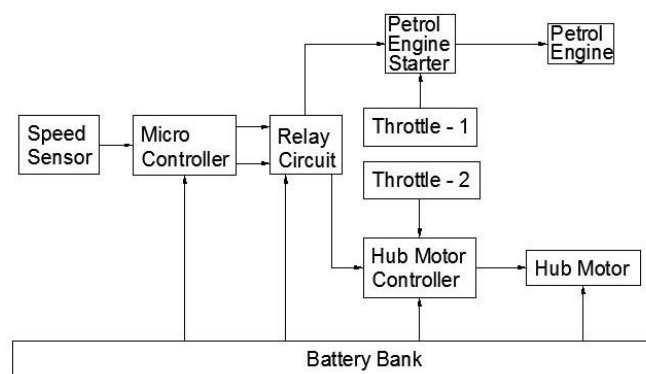 Petrol
Engine
Starter
Petrol
Engine
Speed
Sensor
Micro
Controller
Relay
Circuit
Throttle - 1
Throttle - 2
Hub Motor
Controller
Hub Motor
Battery Bank